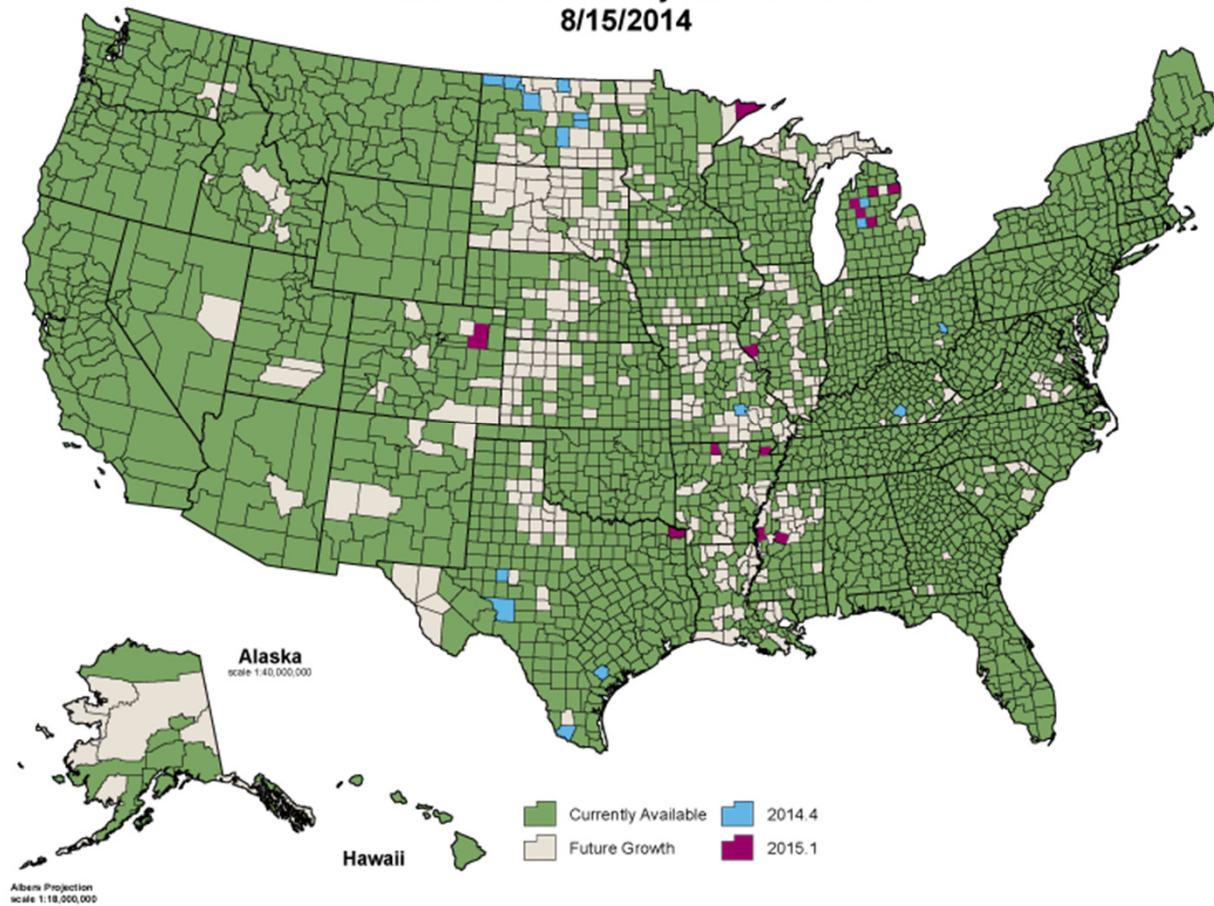 8/15/2014
Alaska
scale 1:40,000,000
Currently Available
2014.4
Future Growth
2015.1
Hawaii
Albers Projection
scale 1:18,000,000